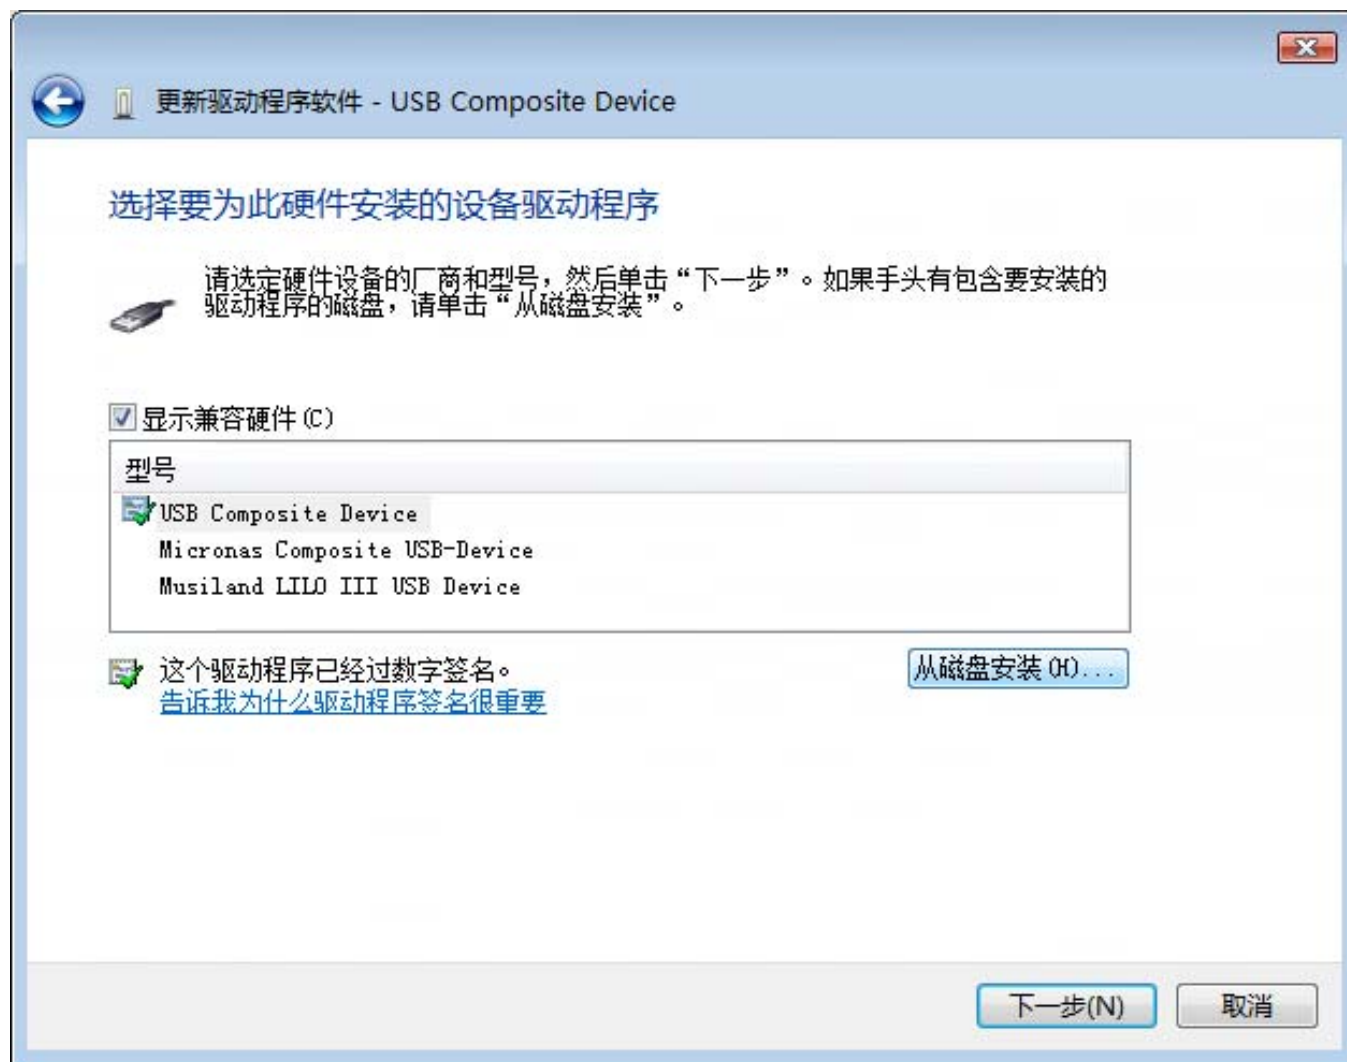 更新驱动程序软件 - USB Composite Device
选择要为此硬件安装的设备驱动程序
请选定硬件设备的厂商和型号，然后单击“下一步”。如果手头有包含要安装的
驱动程序的磁盘，请单击“从磁盘安装”。
显示兼容硬件(C)
型号
USB Composite Device
Micronas Composite USB-Device
Musiland LILO III USB Device
这个驱动程序已经过数字签名。
从磁盘安装(H)...
告诉我为什么驱动程序签名很重要
下一步(N)
取消